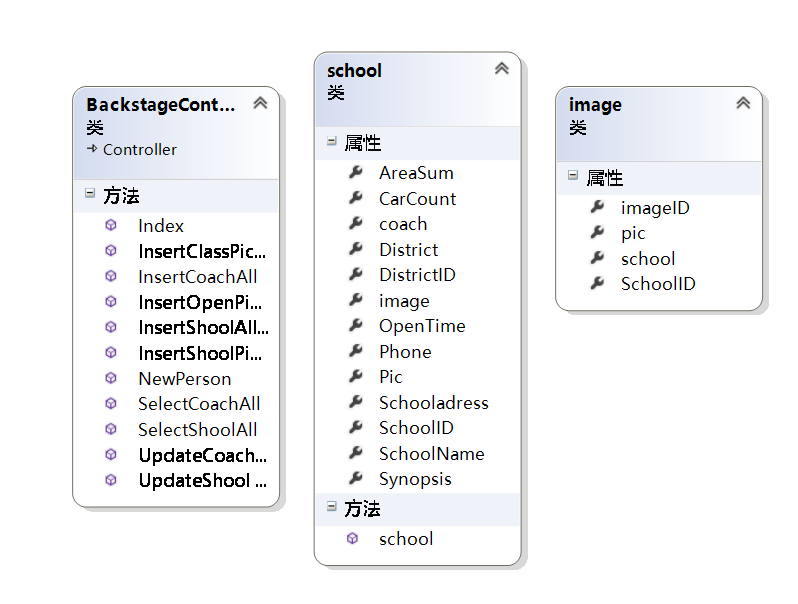 BackstageCont...
类
Controller
方法
Index
InsertClassPic...
InsertCoachAll
InsertOpenPi...
InsertShoolAll...
InsertShoolPi...
NewPerson
SelectCoachAll
SelectShoolAll
UpdateCoach...
UpdateShool ...
school
类
属性
AreaSum
CarCount
coach
District
DistrictID
image
OpenTime
Phone
Pic
Schooladress
SchoolID
SchoolName
Synopsis
方法
school
image
类
属性
imageID
pic
school
SchoolID